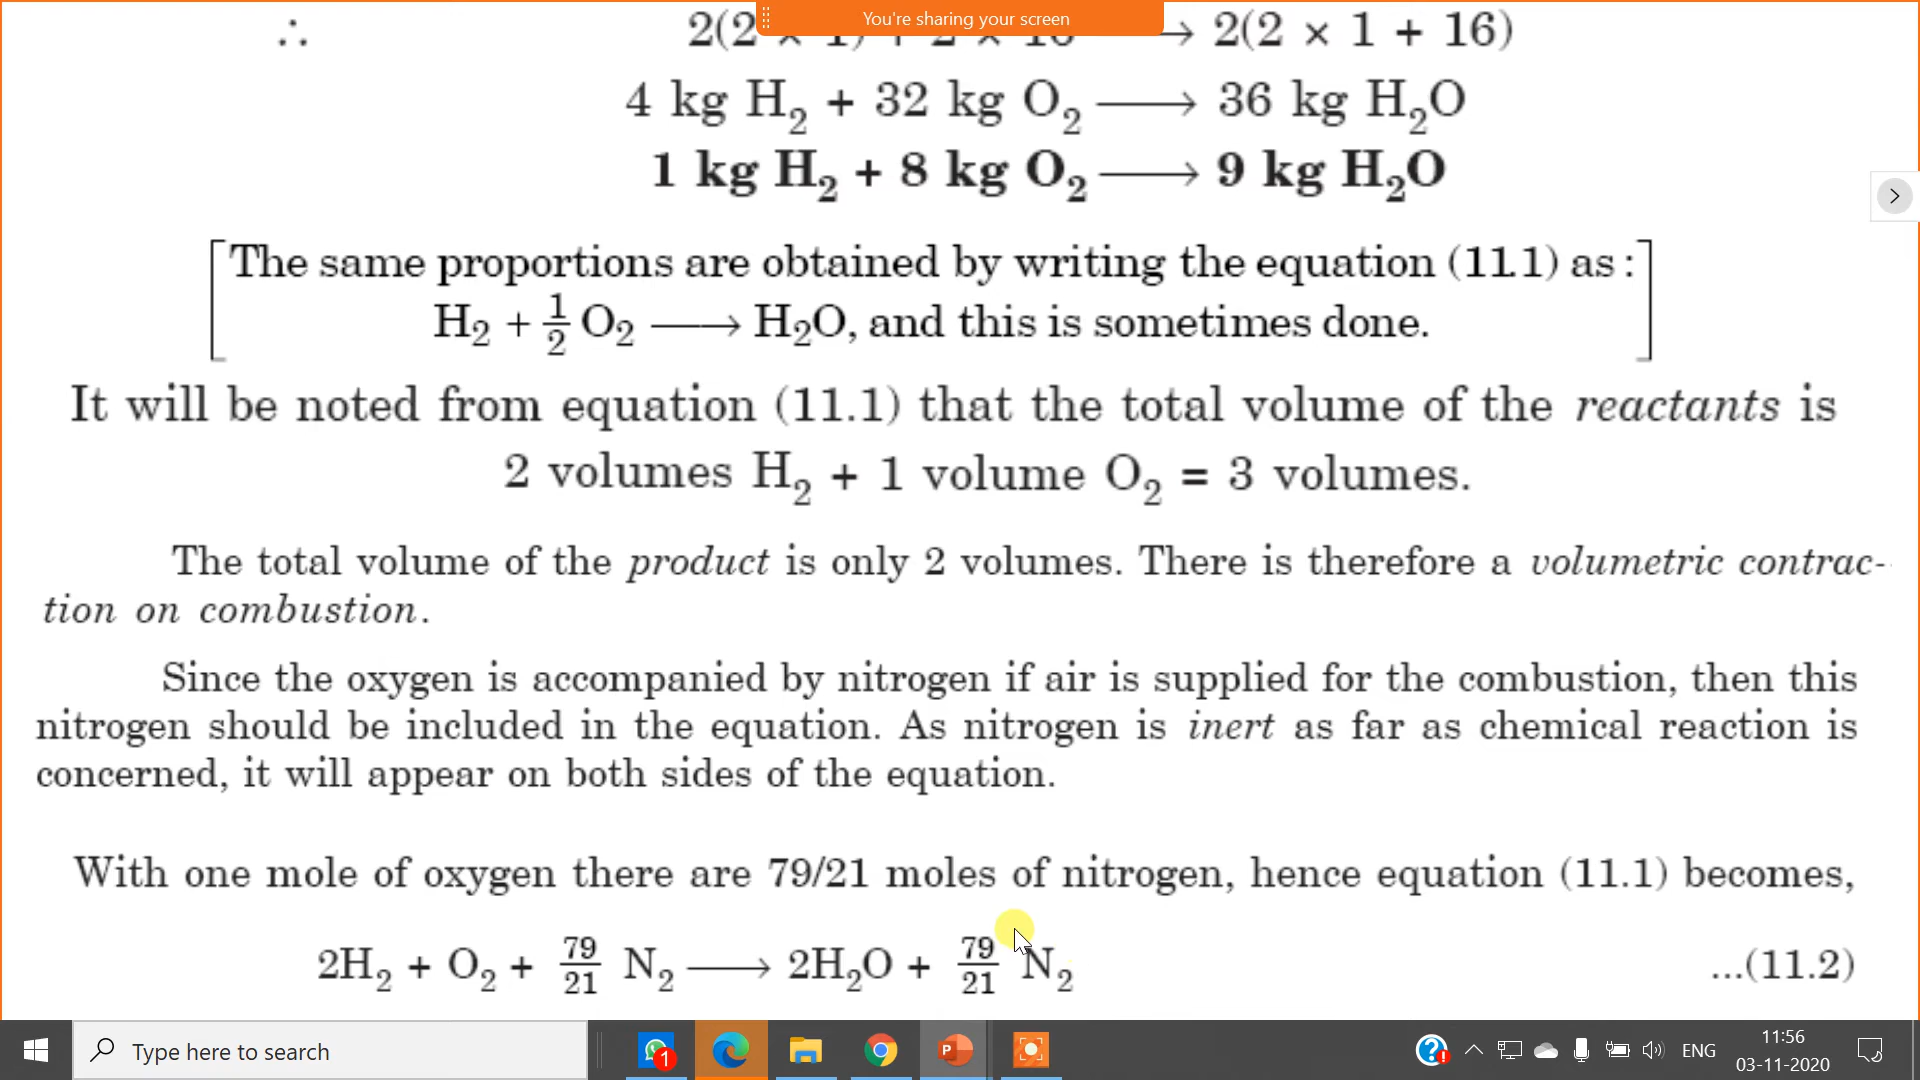 You're sharing your screen
∴ 2(2 × 1) + 2 × 16 ⟶ 2(2 × 1 + 16)
4 kg H₂ + 32 kg O₂ ⟶ 36 kg H₂O
1 kg H₂ + 8 kg O₂ ⟶ 9 kg H₂O
[The same proportions are obtained by writing the equation (11.1) as :
H₂ + 1/2 O₂ ⟶ H₂O, and this is sometimes done.]
It will be noted from equation (11.1) that the total volume of the reactants is
2 volumes H₂ + 1 volume O₂ = 3 volumes.
The total volume of the product is only 2 volumes. There is therefore a volumetric contrac-
tion on combustion.
Since the oxygen is accompanied by nitrogen if air is supplied for the combustion, then this
nitrogen should be included in the equation. As nitrogen is inert as far as chemical reaction is
concerned, it will appear on both sides of the equation.
With one mole of oxygen there are 79/21 moles of nitrogen, hence equation (11.1) becomes,
2H₂ + O₂ + 79/21 N₂ ⟶ 2H₂O + 79/21 N₂ ...(11.2)
Type here to search
1
P
ENG
11:56
03-11-2020